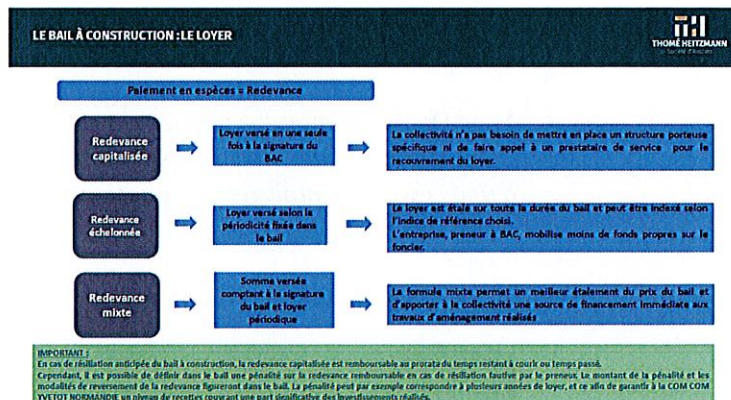 LE BAIL À CONSTRUCTION : LE LOYER
THOMÉ HEITZMANN
Société d'Avocats
Paiement en espèces = Redevance
Redevance
capitalisée
Loyer versé en une seule
fois à la signature du
BAC
La collectivité n'a pas besoin de mettre en place un structure porteuse
spécifique ni de faire appel à un prestataire de service pour le
recouvrement du loyer.
Redevance
échelonnée
Loyer versé selon la
périodicité fixée dans
le bail
Le loyer est étalé sur toute la durée du bail et peut être indexé selon
l'indice de référence choisi.
L'entreprise, preneur à BAC, mobilise moins de fonds propres sur le
foncier.
Redevance
mixte
Somme versée
comptant à la signature
du bail et loyer
périodique
La formule mixte permet un meilleur étalement du prix du bail et
d'apporter à la collectivité une source de financement immédiate aux
travaux d'aménagement réalisés
IMPORTANT :
En cas de résiliation anticipée du bail à construction, la redevance capitalisée est remboursable au prorata du temps restant à courir ou temps passé.
Cependant, il est possible de définir dans le bail une pénalité sur la redevance remboursable en cas de résiliation fautive par le preneur. Le montant de la pénalité et les
modalités de reversement de la redevance figureront dans le bail. La pénalité peut par exemple correspondre à plusieurs années de loyer, et ce afin de garantir à la COM COM
YVETOT NORMANDIE un niveau de recettes couvrant une part significative des investissements réalisés.